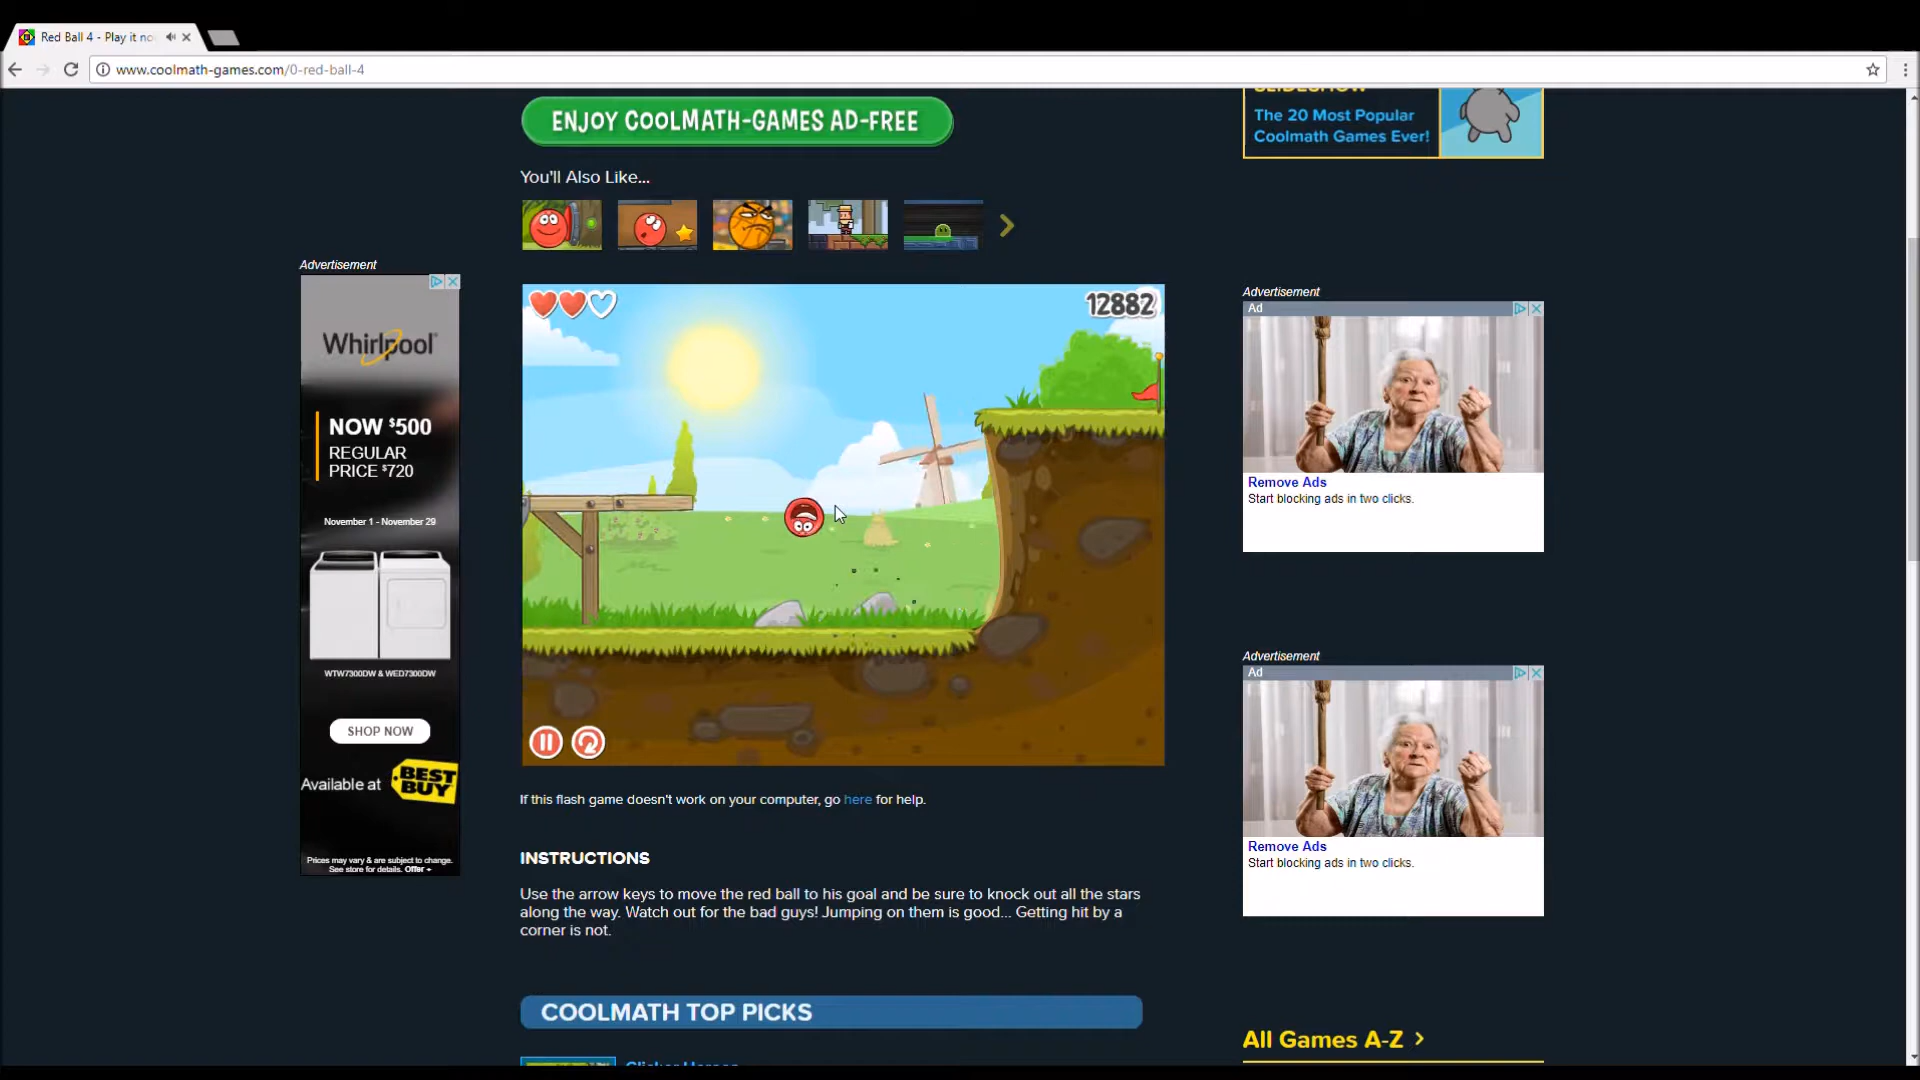 Red Ball 4 - Play it no
www.coolmath-games.com/0-red-ball-4
ENJOY COOLMATH-GAMES AD-FREE
SLIDESHOW
The 20 Most Popular
Coolmath Games Ever!
You'll Also Like...
Advertisement
Whirlpool
NOW $500
REGULAR
PRICE $720
November 1 - November 29
WTW7300DW & WED7300DW
SHOP NOW
Available at BEST BUY
Prices may vary & are subject to change.
See store for details. Offer +
12882
If this flash game doesn't work on your computer, go here for help.
INSTRUCTIONS
Use the arrow keys to move the red ball to his goal and be sure to knock out all the stars
along the way. Watch out for the bad guys! Jumping on them is good... Getting hit by a
corner is not.
COOLMATH TOP PICKS
Clicker Heroes
Advertisement
Ad
Remove Ads
Start blocking ads in two clicks.
Advertisement
Ad
Remove Ads
Start blocking ads in two clicks.
All Games A-Z >